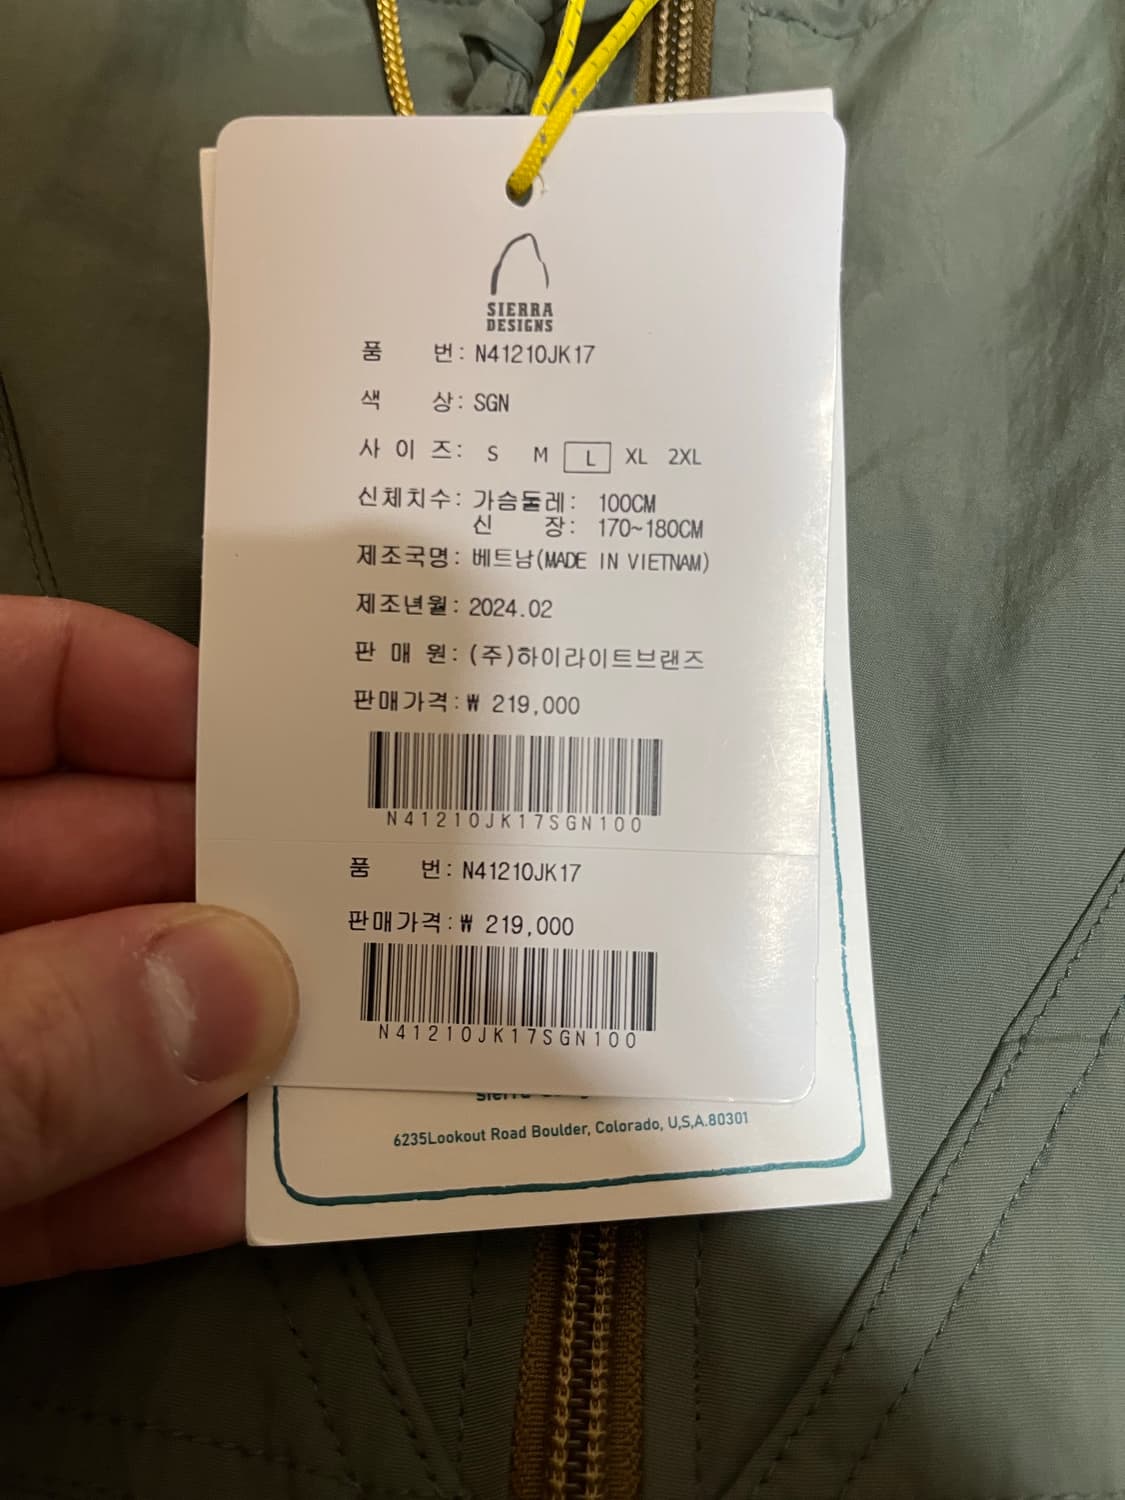 SIERRA
DESIGNS
품 번: N41210JK17
색 상: SGN
사 이 즈: S M L XL 2XL
신체치수: 가슴둘레: 100CM
신 장: 170~180CM
제조국명: 베트남(MADE IN VIETNAM)
제조년월: 2024.02
판 매 원: (주)하이라이트브랜즈
판매가격:₩ 219,000
N41210JK17SGN100
품 번: N41210JK17
판매가격:₩ 219,000
N41210JK17SGN100
6235Lookout Road Boulder, Colorado, U,S,A.80301